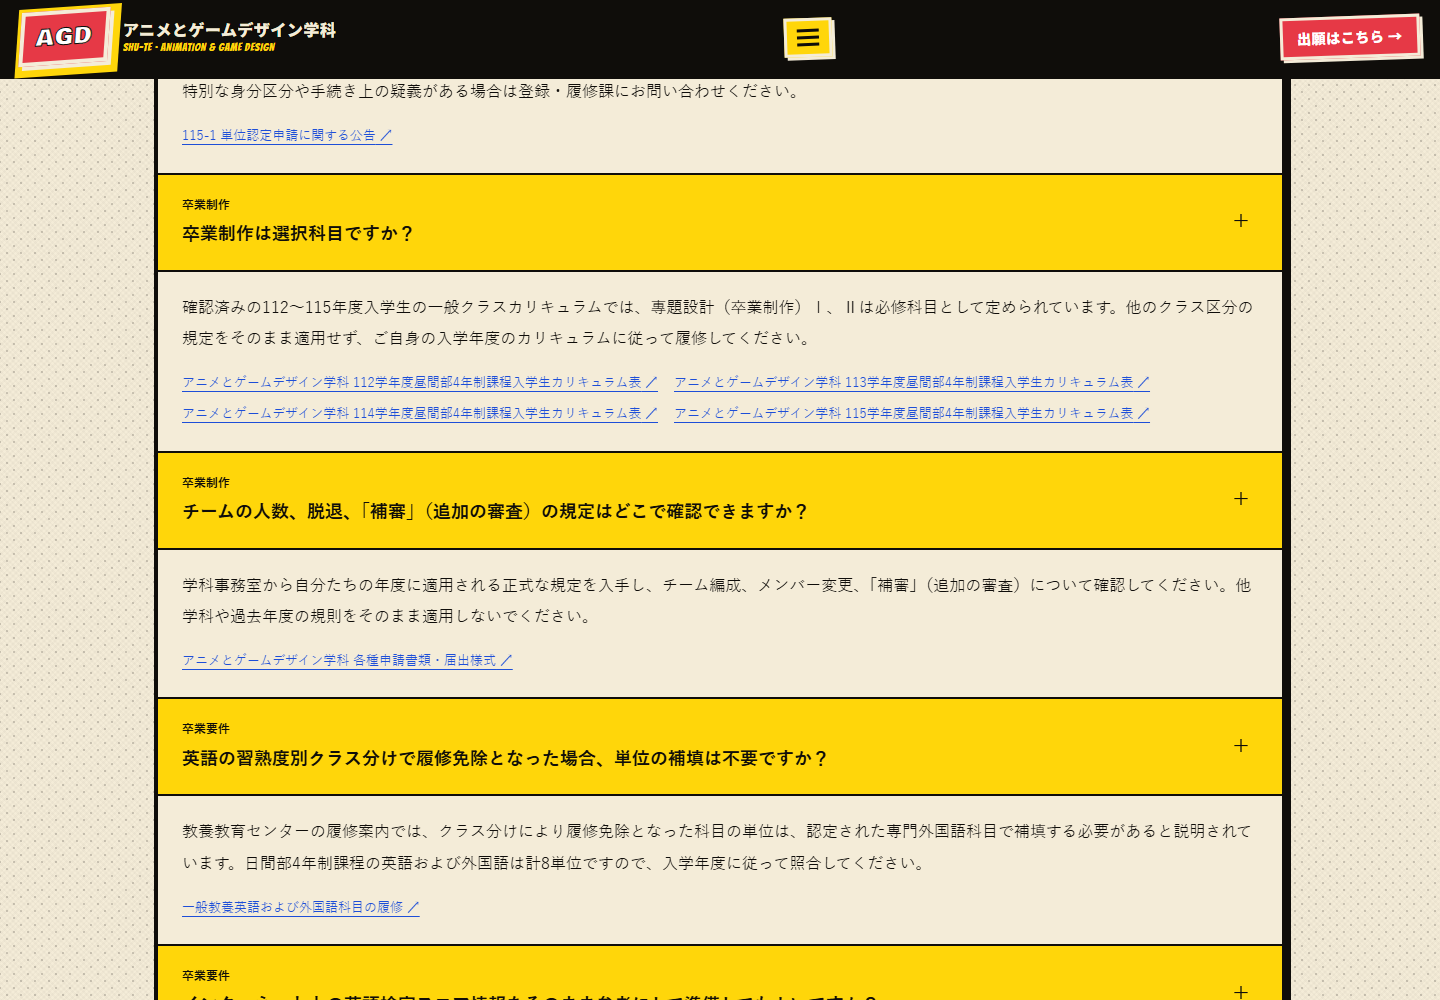 AGD
アニメとゲームデザイン学科
SHU-TE · ANIMATION & GAME DESIGN
出願はこちら →
特別な身分区分や手続き上の疑義がある場合は登録・履修課にお問い合わせください。
115-1 単位認定申請に関する公告 ↗
卒業制作
卒業制作は選択科目ですか？
確認済みの112〜115年度入学生の一般クラスカリキュラムでは、専題設計（卒業制作）Ⅰ、Ⅱは必修科目として定められています。他のクラス区分の
規定をそのまま適用せず、ご自身の入学年度のカリキュラムに従って履修してください。
アニメとゲームデザイン学科 112学年度昼間部4年制課程入学生カリキュラム表 ↗ アニメとゲームデザイン学科 113学年度昼間部4年制課程入学生カリキュラム表 ↗
アニメとゲームデザイン学科 114学年度昼間部4年制課程入学生カリキュラム表 ↗ アニメとゲームデザイン学科 115学年度昼間部4年制課程入学生カリキュラム表 ↗
卒業制作
チームの人数、脱退、「補審」（追加の審査）の規定はどこで確認できますか？
学科事務室から自分たちの年度に適用される正式な規定を入手し、チーム編成、メンバー変更、「補審」（追加の審査）について確認してください。他
学科や過去年度の規則をそのまま適用しないでください。
アニメとゲームデザイン学科 各種申請書類・届出様式 ↗
卒業要件
英語の習熟度別クラス分けで履修免除となった場合、単位の補填は不要ですか？
教養教育センターの履修案内では、クラス分けにより履修免除となった科目の単位は、認定された専門外国語科目で補填する必要があると説明されて
います。日間部4年制課程の英語および外国語は計8単位ですので、入学年度に従って照合してください。
一般教養英語および外国語科目の履修 ↗
卒業要件